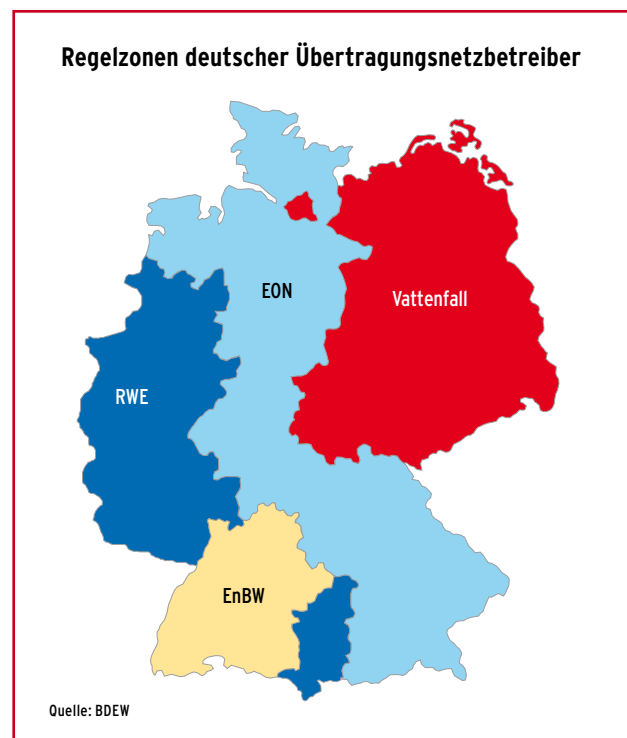 Regelzonen deutscher Übertragungsnetzbetreiber
EON
Vattenfall
RWE
EnBW
Quelle: BDEW